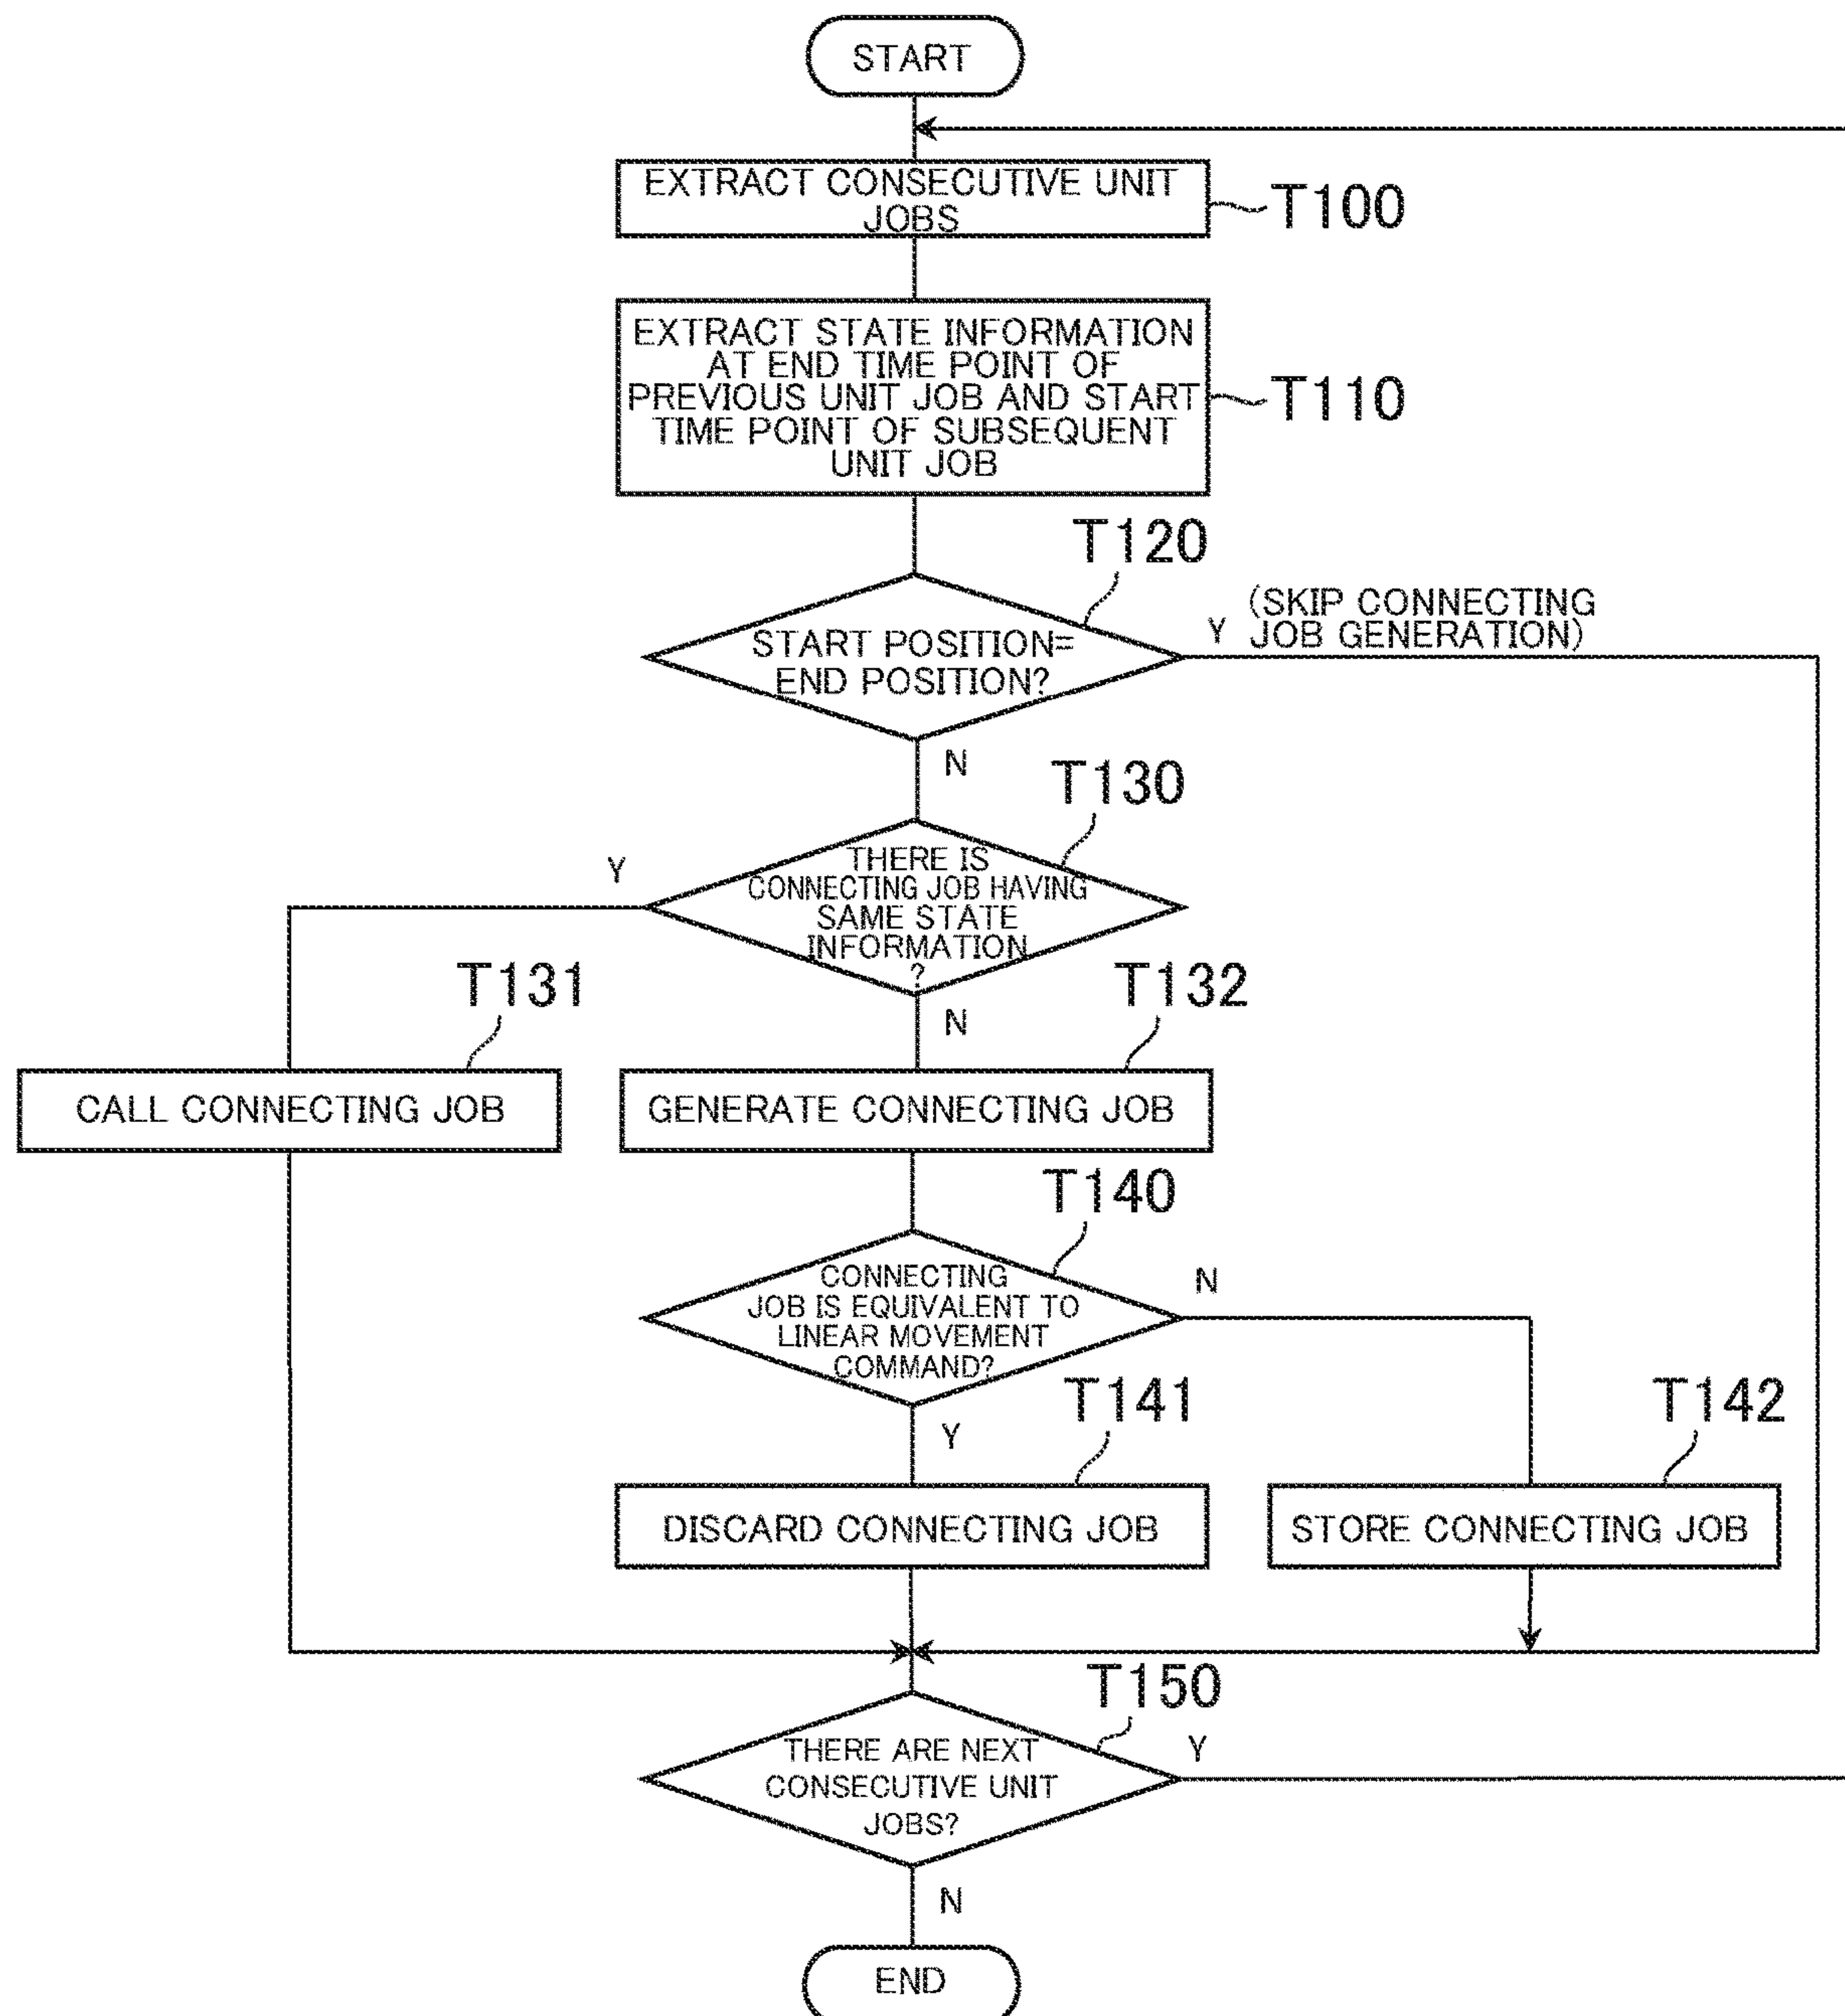 START
EXTRACT CONSECUTIVE UNIT
JOBS
T100
EXTRACT STATE INFORMATION
AT END TIME POINT OF
PREVIOUS UNIT JOB AND START
TIME POINT OF SUBSEQUENT
UNIT JOB
T110
T120
START POSITION=
END POSITION?
Y
(SKIP CONNECTING
JOB GENERATION)
N
T130
THERE IS
CONNECTING JOB HAVING
SAME STATE
INFORMATION
?
Y
N
T131
CALL CONNECTING JOB
T132
GENERATE CONNECTING JOB
T140
CONNECTING
JOB IS EQUIVALENT TO
LINEAR MOVEMENT
COMMAND?
N
Y
T141
DISCARD CONNECTING JOB
T142
STORE CONNECTING JOB
T150
THERE ARE NEXT
CONSECUTIVE UNIT
JOBS?
Y
N
END